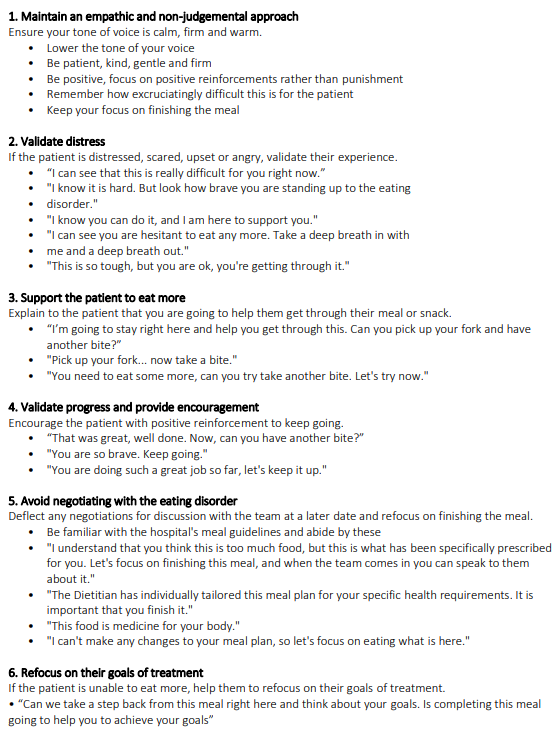 1. Maintain an empathic and non-judgemental approach
Ensure your tone of voice is calm, firm and warm.
• Lower the tone of your voice
• Be patient, kind, gentle and firm
• Be positive, focus on positive reinforcements rather than punishment
• Remember how excruciatingly difficult this is for the patient
• Keep your focus on finishing the meal
2. Validate distress
If the patient is distressed, scared, upset or angry, validate their experience.
• “I can see that this is really difficult for you right now.”
• "I know it is hard. But look how brave you are standing up to the eating
• disorder."
• "I know you can do it, and I am here to support you."
• "I can see you are hesitant to eat any more. Take a deep breath in with
• me and a deep breath out."
• "This is so tough, but you are ok, you're getting through it."
3. Support the patient to eat more
Explain to the patient that you are going to help them get through their meal or snack.
• “I’m going to stay right here and help you get through this. Can you pick up your fork and have
another bite?”
• "Pick up your fork... now take a bite."
• "You need to eat some more, can you try take another bite. Let's try now."
4. Validate progress and provide encouragement
Encourage the patient with positive reinforcement to keep going.
• “That was great, well done. Now, can you have another bite?”
• "You are so brave. Keep going."
• "You are doing such a great job so far, let's keep it up."
5. Avoid negotiating with the eating disorder
Deflect any negotiations for discussion with the team at a later date and refocus on finishing the meal.
• Be familiar with the hospital's meal guidelines and abide by these
• "I understand that you think this is too much food, but this is what has been specifically prescribed
for you. Let's focus on finishing this meal, and when the team comes in you can speak to them
about it."
• "The Dietitian has individually tailored this meal plan for your specific health requirements. It is
important that you finish it."
• "This food is medicine for your body."
• "I can't make any changes to your meal plan, so let's focus on eating what is here."
6. Refocus on their goals of treatment
If the patient is unable to eat more, help them to refocus on their goals of treatment.
• “Can we take a step back from this meal right here and think about your goals. Is completing this meal
going to help you to achieve your goals”